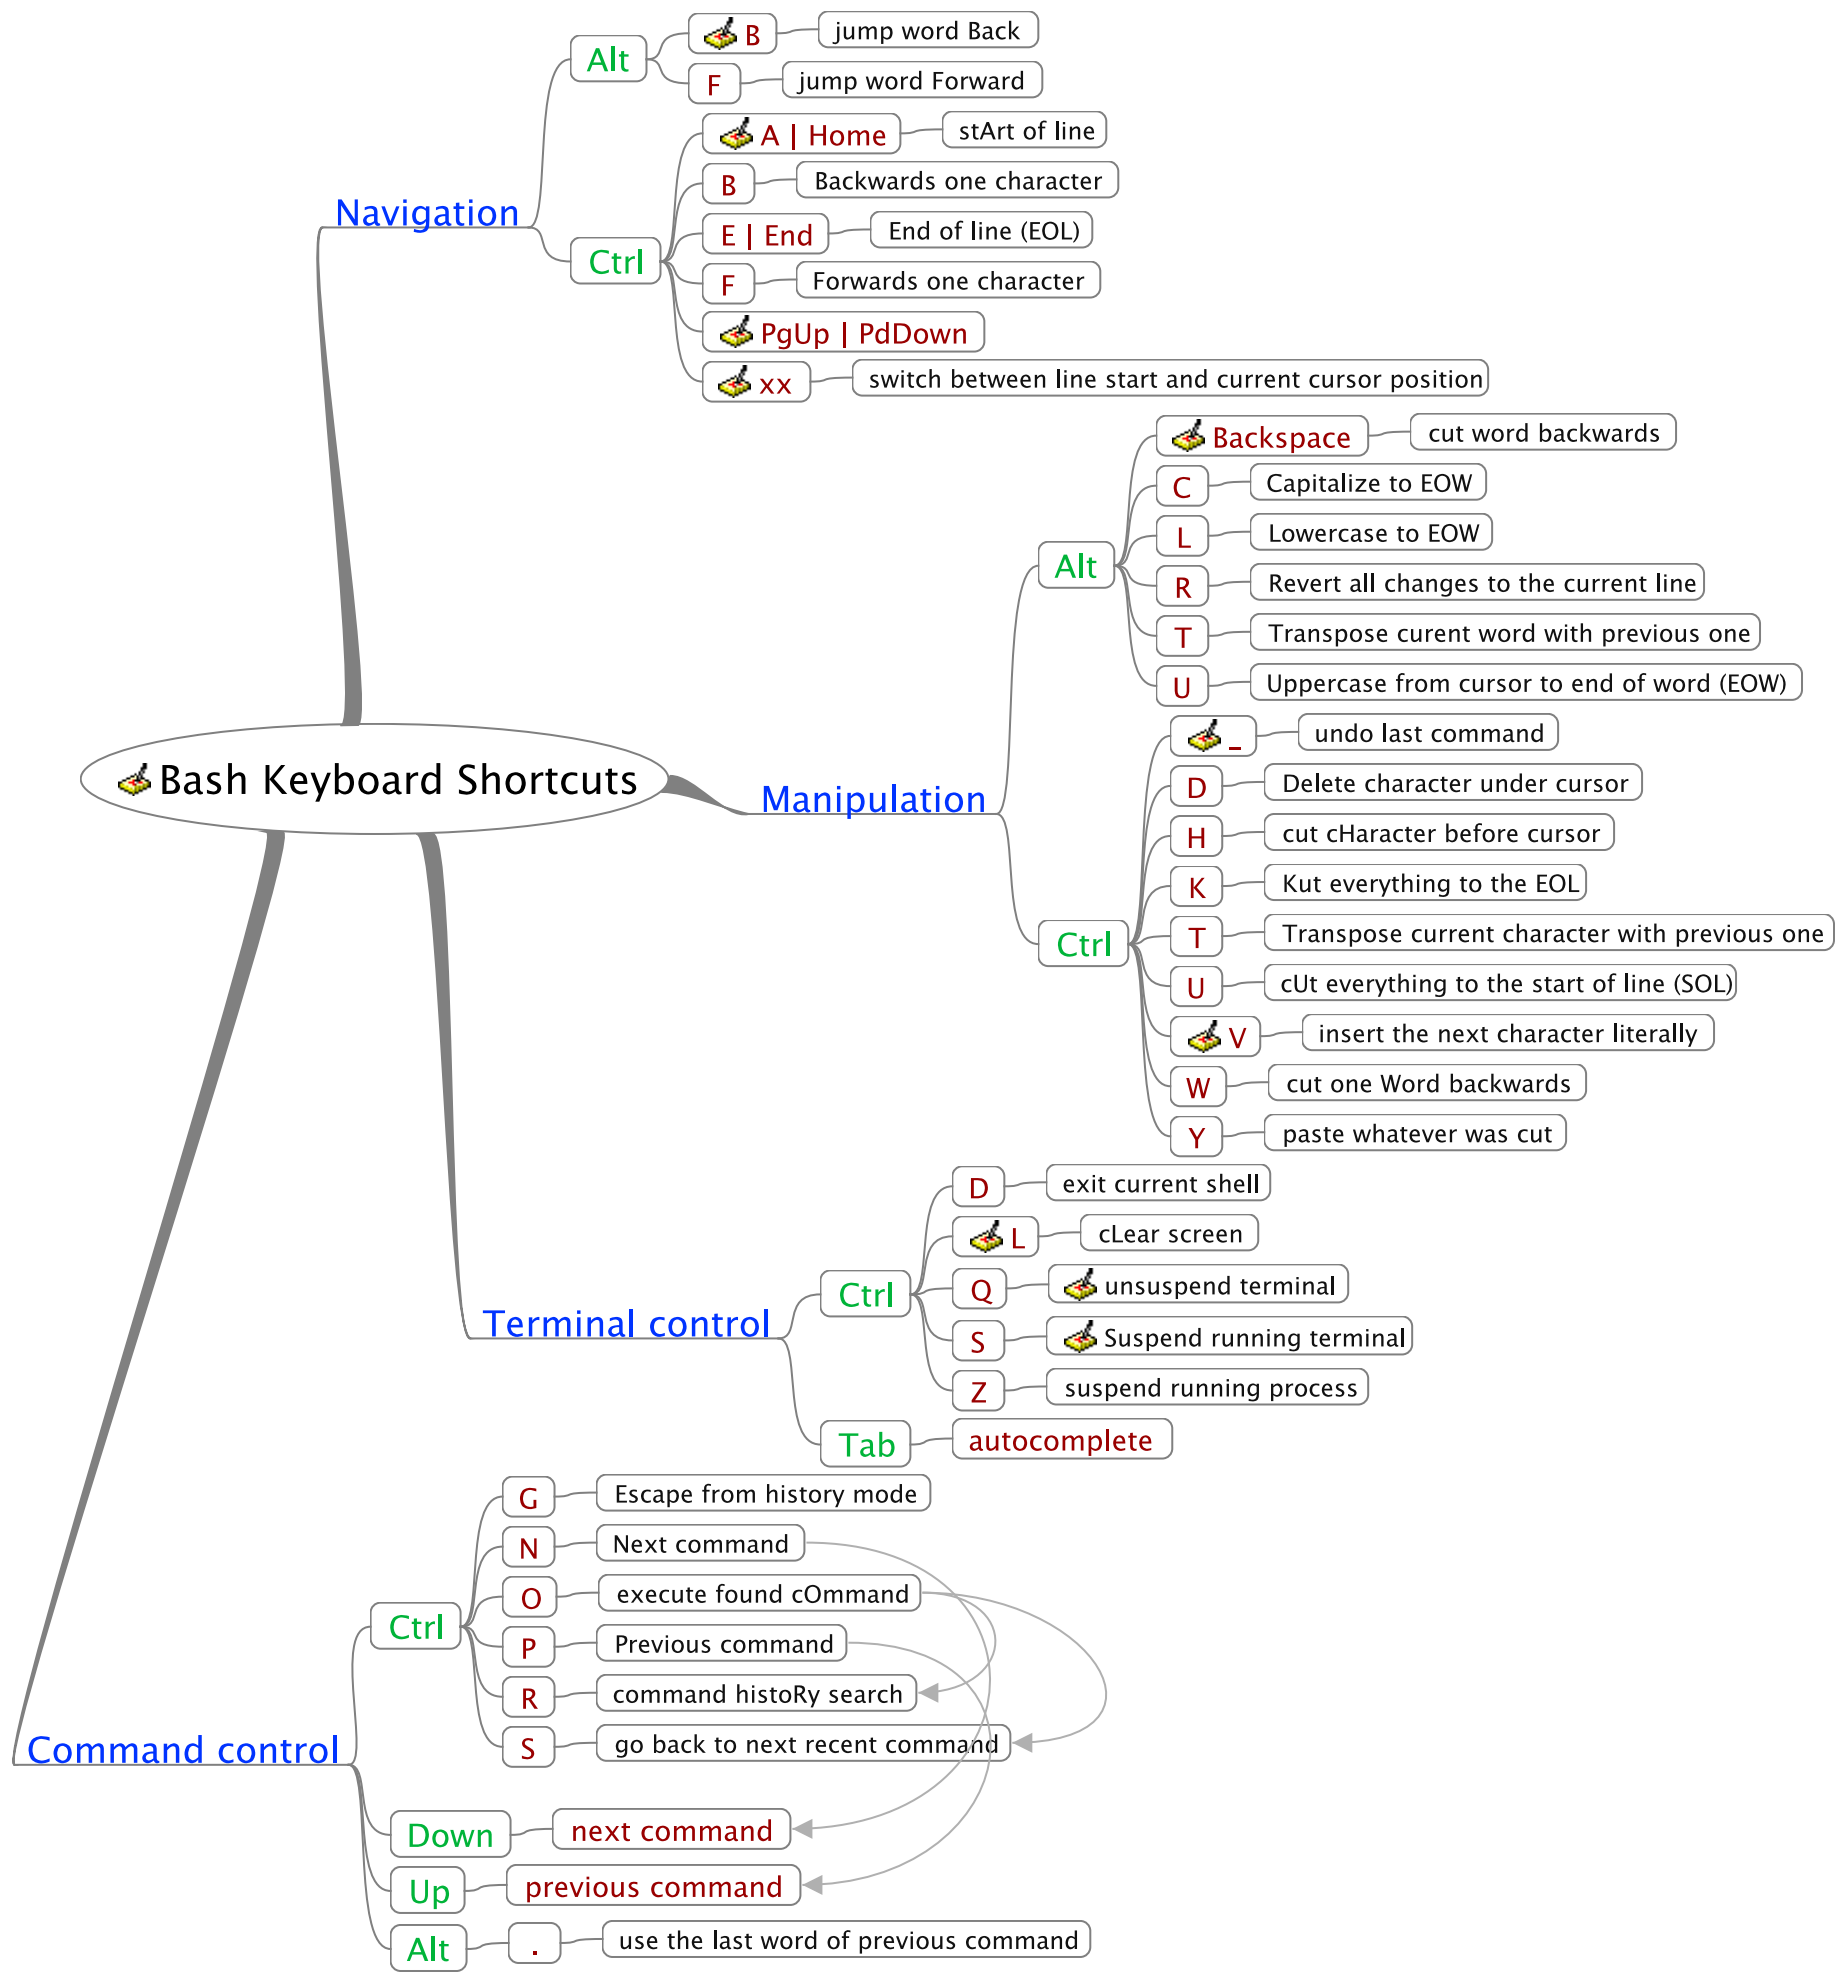 Bash Keyboard Shortcuts
Navigation
Alt
B
jump word Back
F
jump word Forward
Ctrl
A | Home
stArt of line
B
Backwards one character
E | End
End of line (EOL)
F
Forwards one character
PgUp | PdDown
xx
switch between line start and current cursor position
Manipulation
Alt
Backspace
cut word backwards
C
Capitalize to EOW
L
Lowercase to EOW
R
Revert all changes to the current line
T
Transpose curent word with previous one
U
Uppercase from cursor to end of word (EOW)
Ctrl
_
undo last command
D
Delete character under cursor
H
cut cHaracter before cursor
K
Kut everything to the EOL
T
Transpose current character with previous one
U
cUt everything to the start of line (SOL)
V
insert the next character literally
W
cut one Word backwards
Y
paste whatever was cut
Terminal control
Ctrl
D
exit current shell
L
cLear screen
Q
unsuspend terminal
S
Suspend running terminal
Z
suspend running process
Tab
autocomplete
Command control
Ctrl
G
Escape from history mode
N
Next command
O
execute found cOmmand
P
Previous command
R
command histoRy search
S
go back to next recent command
Down
next command
Up
previous command
Alt
.
use the last word of previous command